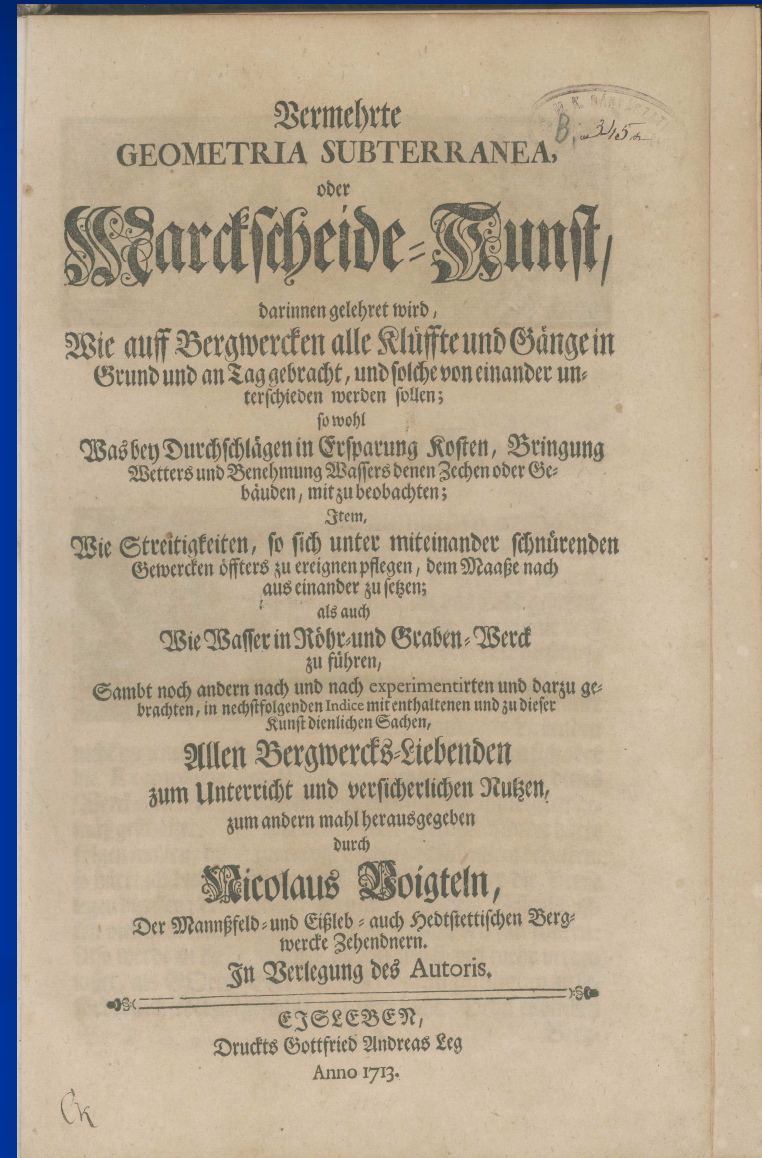 Vermehrte
GEOMETRIA SUBTERRANEA,
oder
Marckscheide-Kunst/
darinnen gelehret wird,
Wie auff Bergwercken alle Klüffte und Gänge in
Grund und an Tag gebracht, und solche von einander un-
terschieden werden sollen;
so wohl
Was bey Durchschlägen in Ersparung Kosten, Bringung
Wetters und Benehmung Wassers denen Zechen oder Ge-
bäuden, mit zu beobachten;
Item,
Wie Streitigkeiten, so sich unter miteinander schnürenden
Gewercken öffters zu ereignen pflegen, dem Maaße nach
aus einander zu setzen;
als auch
Wie Wasser in Röhr-und Graben-Werck
zu führen,
Sambt noch andern nach und nach experimentirten und darzu ge-
brachten, in nechstfolgenden Indice mit enthaltenen und zu dieser
Kunst dienlichen Sachen,
Allen Bergwercks-Liebenden
zum Unterricht und versicherlichen Nutzen,
zum andern mahl herausgegeben
durch
Nicolaus Voigteln,
Der Mannßfeld-und Eißleb-auch Hedtstettischen Berg-
wercke Zehendnern.
In Verlegung des Autoris.
EISLEBEN,
Druckts Gottfried Andreas Leg
Anno 1713.